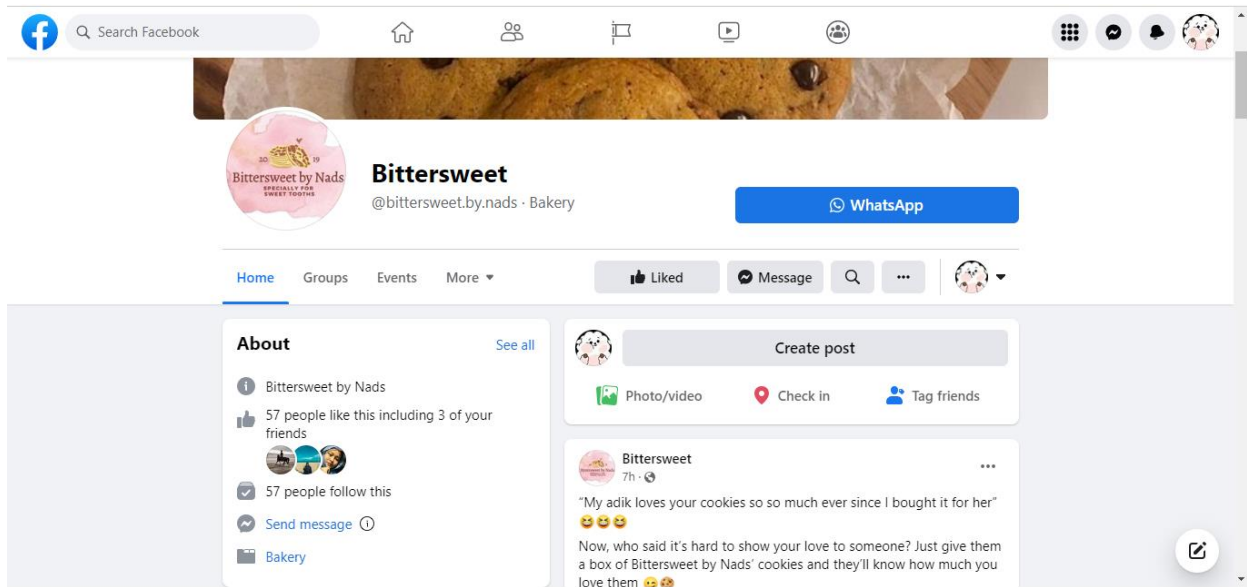 Search Facebook
20 19
Bittersweet by Nads
SPECIALLY FOR
SWEET TOOTHS
Bittersweet
@bittersweet.by.nads · Bakery
WhatsApp
Home Groups Events More
Liked Message
About See all
Bittersweet by Nads
57 people like this including 3 of your
friends
57 people follow this
Send message
Bakery
Create post
Photo/video Check in Tag friends
Bittersweet
7h ·
“My adik loves your cookies so so much ever since I bought it for her”
😆😆😆
Now, who said it's hard to show your love to someone? Just give them
a box of Bittersweet by Nads' cookies and they'll know how much you
love them